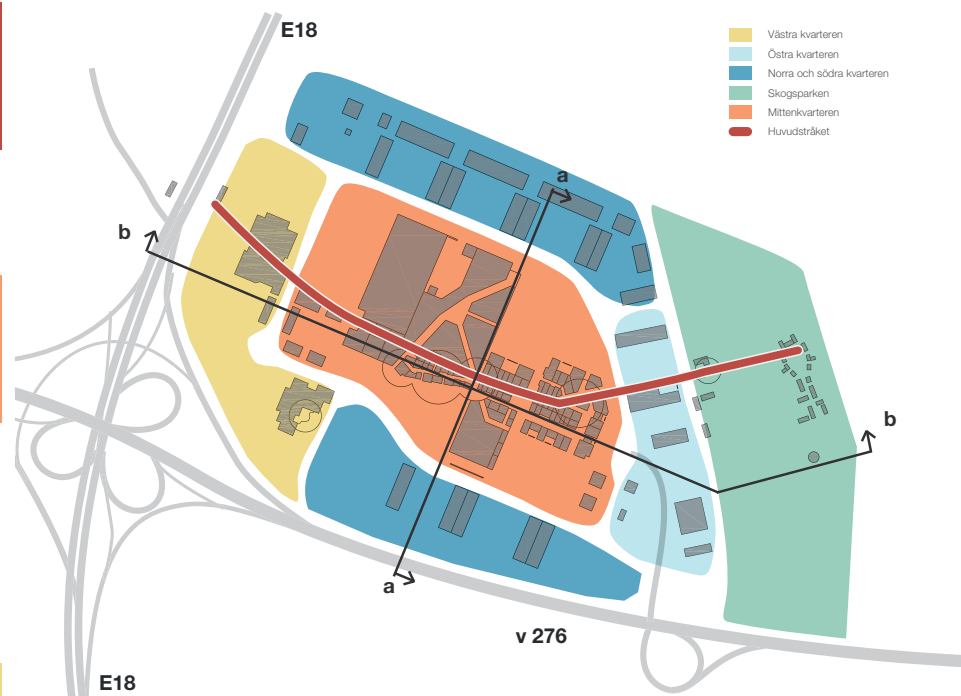 E18
Västra kvarteren
Östra kvarteren
Norra och södra kvarteren
Skogsparken
Mittenkvarteren
Huvudstråket
a
b
b
a
v 276
E18